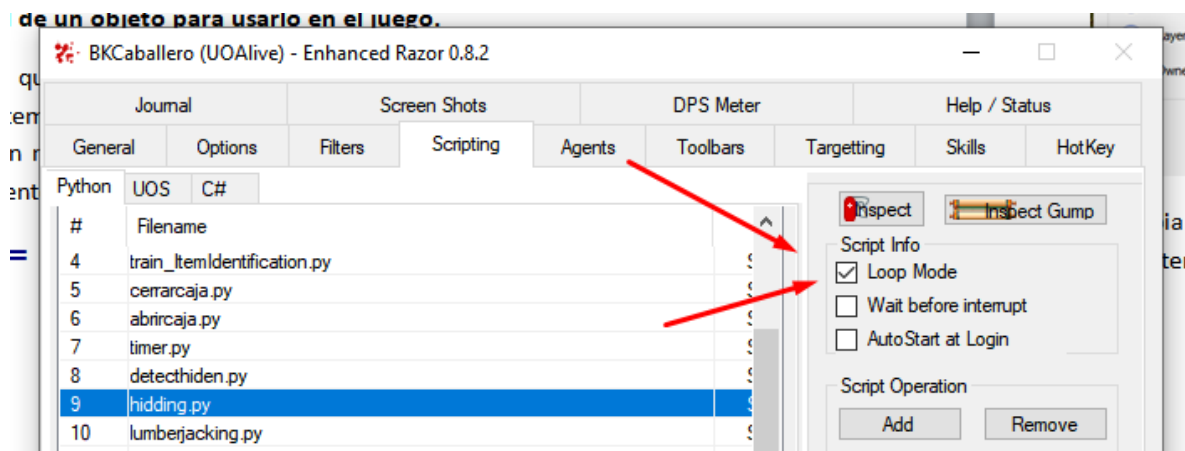 de un objeto para usarlo en el juego.
BKCaballero (UOAlive) - Enhanced Razor 0.8.2
Journal Screen Shots DPS Meter Help / Status
General Options Filters Scripting Agents Toolbars Targetting Skills HotKey
Python UOS C#
Inspect Inspect Gump
# Filename
Script Info
4 train_ItemIdentification.py
Loop Mode
5 cerrarcaja.py
6 abrircaja.py
Wait before interrupt
7 timer.py
AutoStart at Login
8 detecthiden.py
Script Operation
9 hidding.py
Add Remove
10 lumberjacking.py